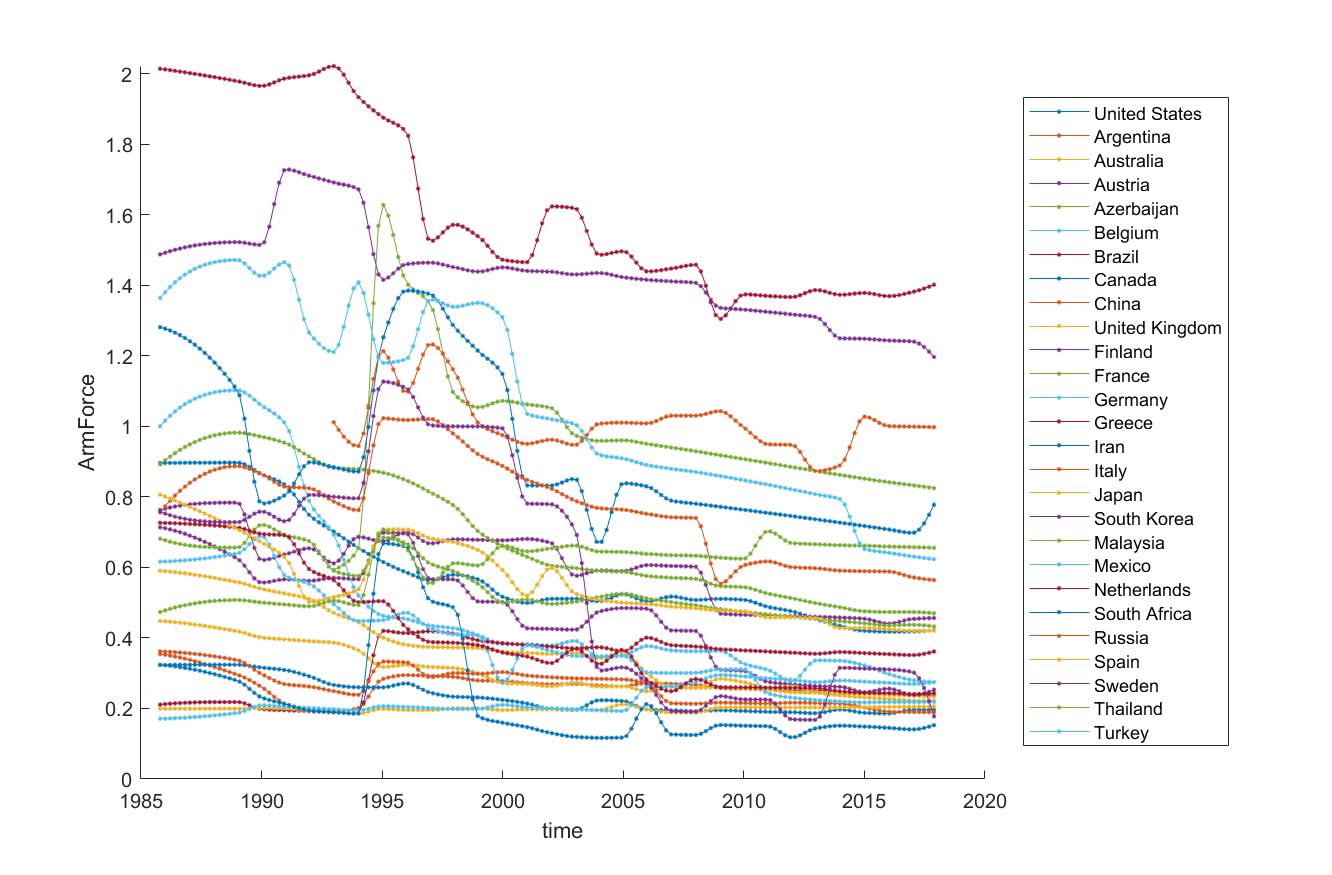 2
1.8
1.6
1.4
1.2
1
0.8
0.6
0.4
0.2
0
ArmForce
1985 1990 1995 2000 2005 2010 2015 2020
time
United States
Argentina
Australia
Austria
Azerbaijan
Belgium
Brazil
Canada
China
United Kingdom
Finland
France
Germany
Greece
Iran
Italy
Japan
South Korea
Malaysia
Mexico
Netherlands
South Africa
Russia
Spain
Sweden
Thailand
Turkey